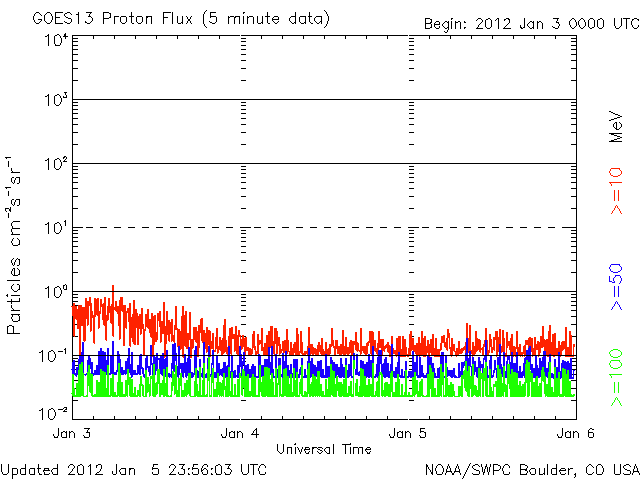 GOES13 Proton Flux (5 minute data)
Begin: 2012 Jan 3 0000 UTC
10⁴
10³
10²
10¹
10⁰
10⁻¹
10⁻²
Particles cm⁻²s⁻¹sr⁻¹
MeV
>=10
>=50
>=100
Jan 3
Jan 4
Jan 5
Jan 6
Universal Time
Updated 2012 Jan 5 23:56:03 UTC
NOAA/SWPC Boulder, CO USA